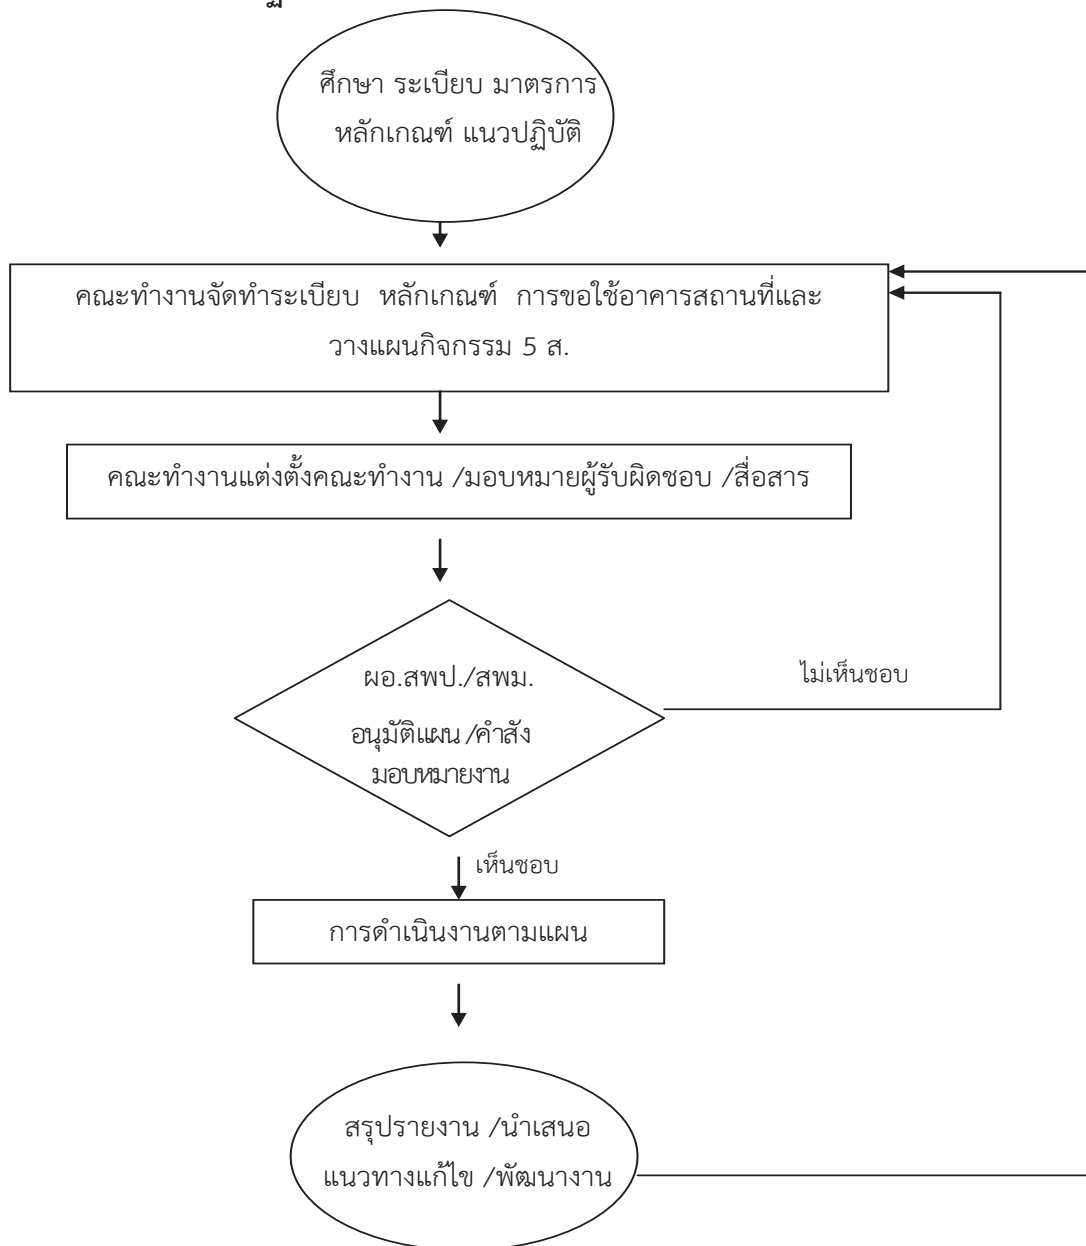 ศึกษา ระเบียบ มาตรการ
หลักเกณฑ์ แนวปฏิบัติ
คณะทำงานจัดทำระเบียบ หลักเกณฑ์ การขอใช้อาคารสถานที่และ
วางแผนกิจกรรม 5 ส.
คณะทำงานแต่งตั้งคณะทำงาน /มอบหมายผู้รับผิดชอบ /สื่อสาร
ผอ.สพป./สพม.
อนุมัติแผน /คำสัง
มอบหมายงาน
ไม่เห็นชอบ
เห็นชอบ
การดำเนินงานตามแผน
สรุปรายงาน /นำเสนอ
แนวทางแก้ไข /พัฒนางาน